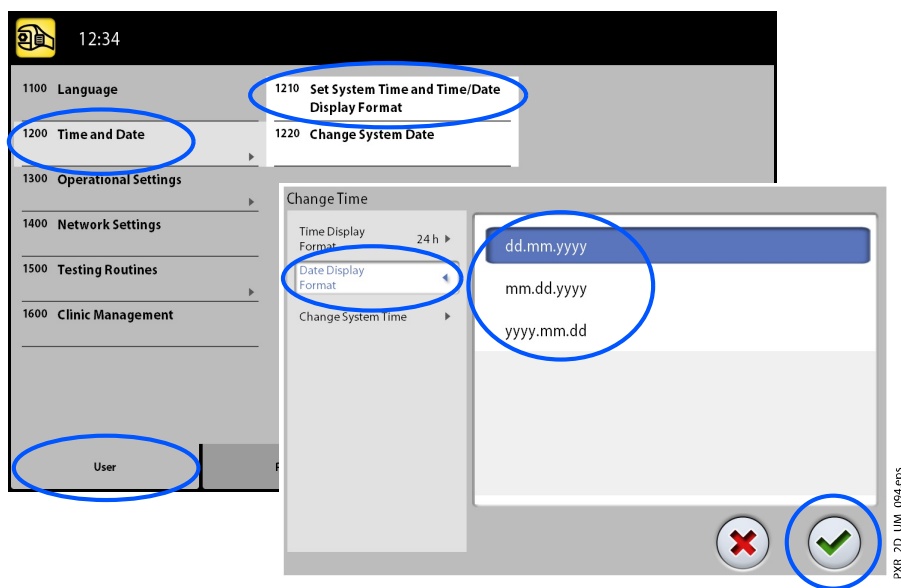 12:34
1100 Language
1200 Time and Date
1300 Operational Settings
1400 Network Settings
1500 Testing Routines
1600 Clinic Management
1210 Set System Time and Time/Date
Display Format
1220 Change System Date
User
Change Time
Time Display
Format
24 h
Date Display
Format
Change System Time
dd.mm.yyyy
mm.dd.yyyy
yyyy.mm.dd
PXR_2D_UM_094.eps